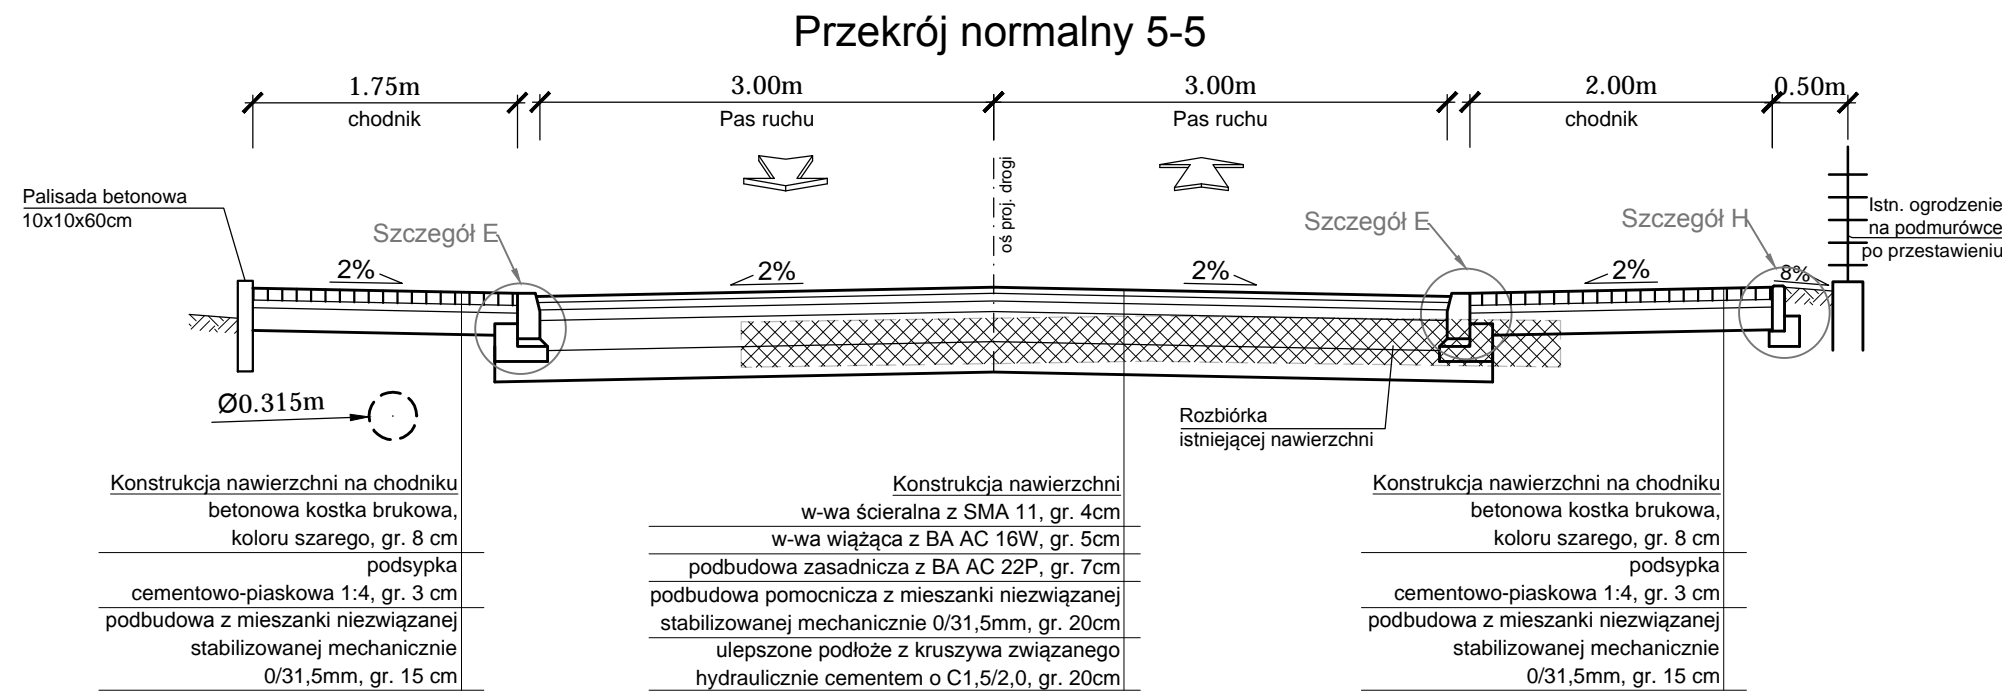 Przekrój normalny 5-5
1.75m
3.00m
3.00m
2.00m
0.50m
chodnik
Pas ruchu
Pas ruchu
chodnik
oś proj. drogi
Palisada betonowa
10x10x60cm
Szczegół E
Szczegół E
Szczegół H
Istn. ogrodzenie
na podmurówce
po przestawieniu
2%
2%
2%
2%
8%
Ø0.315m
Rozbiórka
istniejącej nawierzchni
Konstrukcja nawierzchni na chodniku
betonowa kostka brukowa,
koloru szarego, gr. 8 cm
podsypka
cementowo-piaskowa 1:4, gr. 3 cm
podbudowa z mieszanki niezwiązanej
stabilizowanej mechanicznie
0/31,5mm, gr. 15 cm
Konstrukcja nawierzchni
w-wa ścieralna z SMA 11, gr. 4cm
w-wa wiążąca z BA AC 16W, gr. 5cm
podbudowa zasadnicza z BA AC 22P, gr. 7cm
podbudowa pomocnicza z mieszanki niezwiązanej
stabilizowanej mechanicznie 0/31,5mm, gr. 20cm
ulepszone podłoże z kruszywa związanego
hydraulicznie cementem o C1,5/2,0, gr. 20cm
Konstrukcja nawierzchni na chodniku
betonowa kostka brukowa,
koloru szarego, gr. 8 cm
podsypka
cementowo-piaskowa 1:4, gr. 3 cm
podbudowa z mieszanki niezwiązanej
stabilizowanej mechanicznie
0/31,5mm, gr. 15 cm